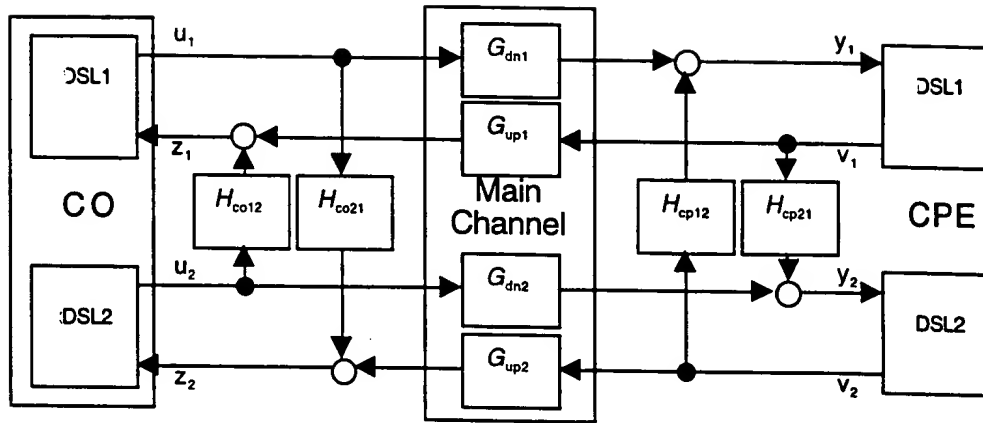 u1
Gdn1
y1
DSL1
DSL1
Gup1
z1
v1
CO
Hco12
Hco21
Main
Channel
Hcp12
Hcp21
CPE
u2
Gdn2
y2
DSL2
DSL2
Gup2
z2
v2